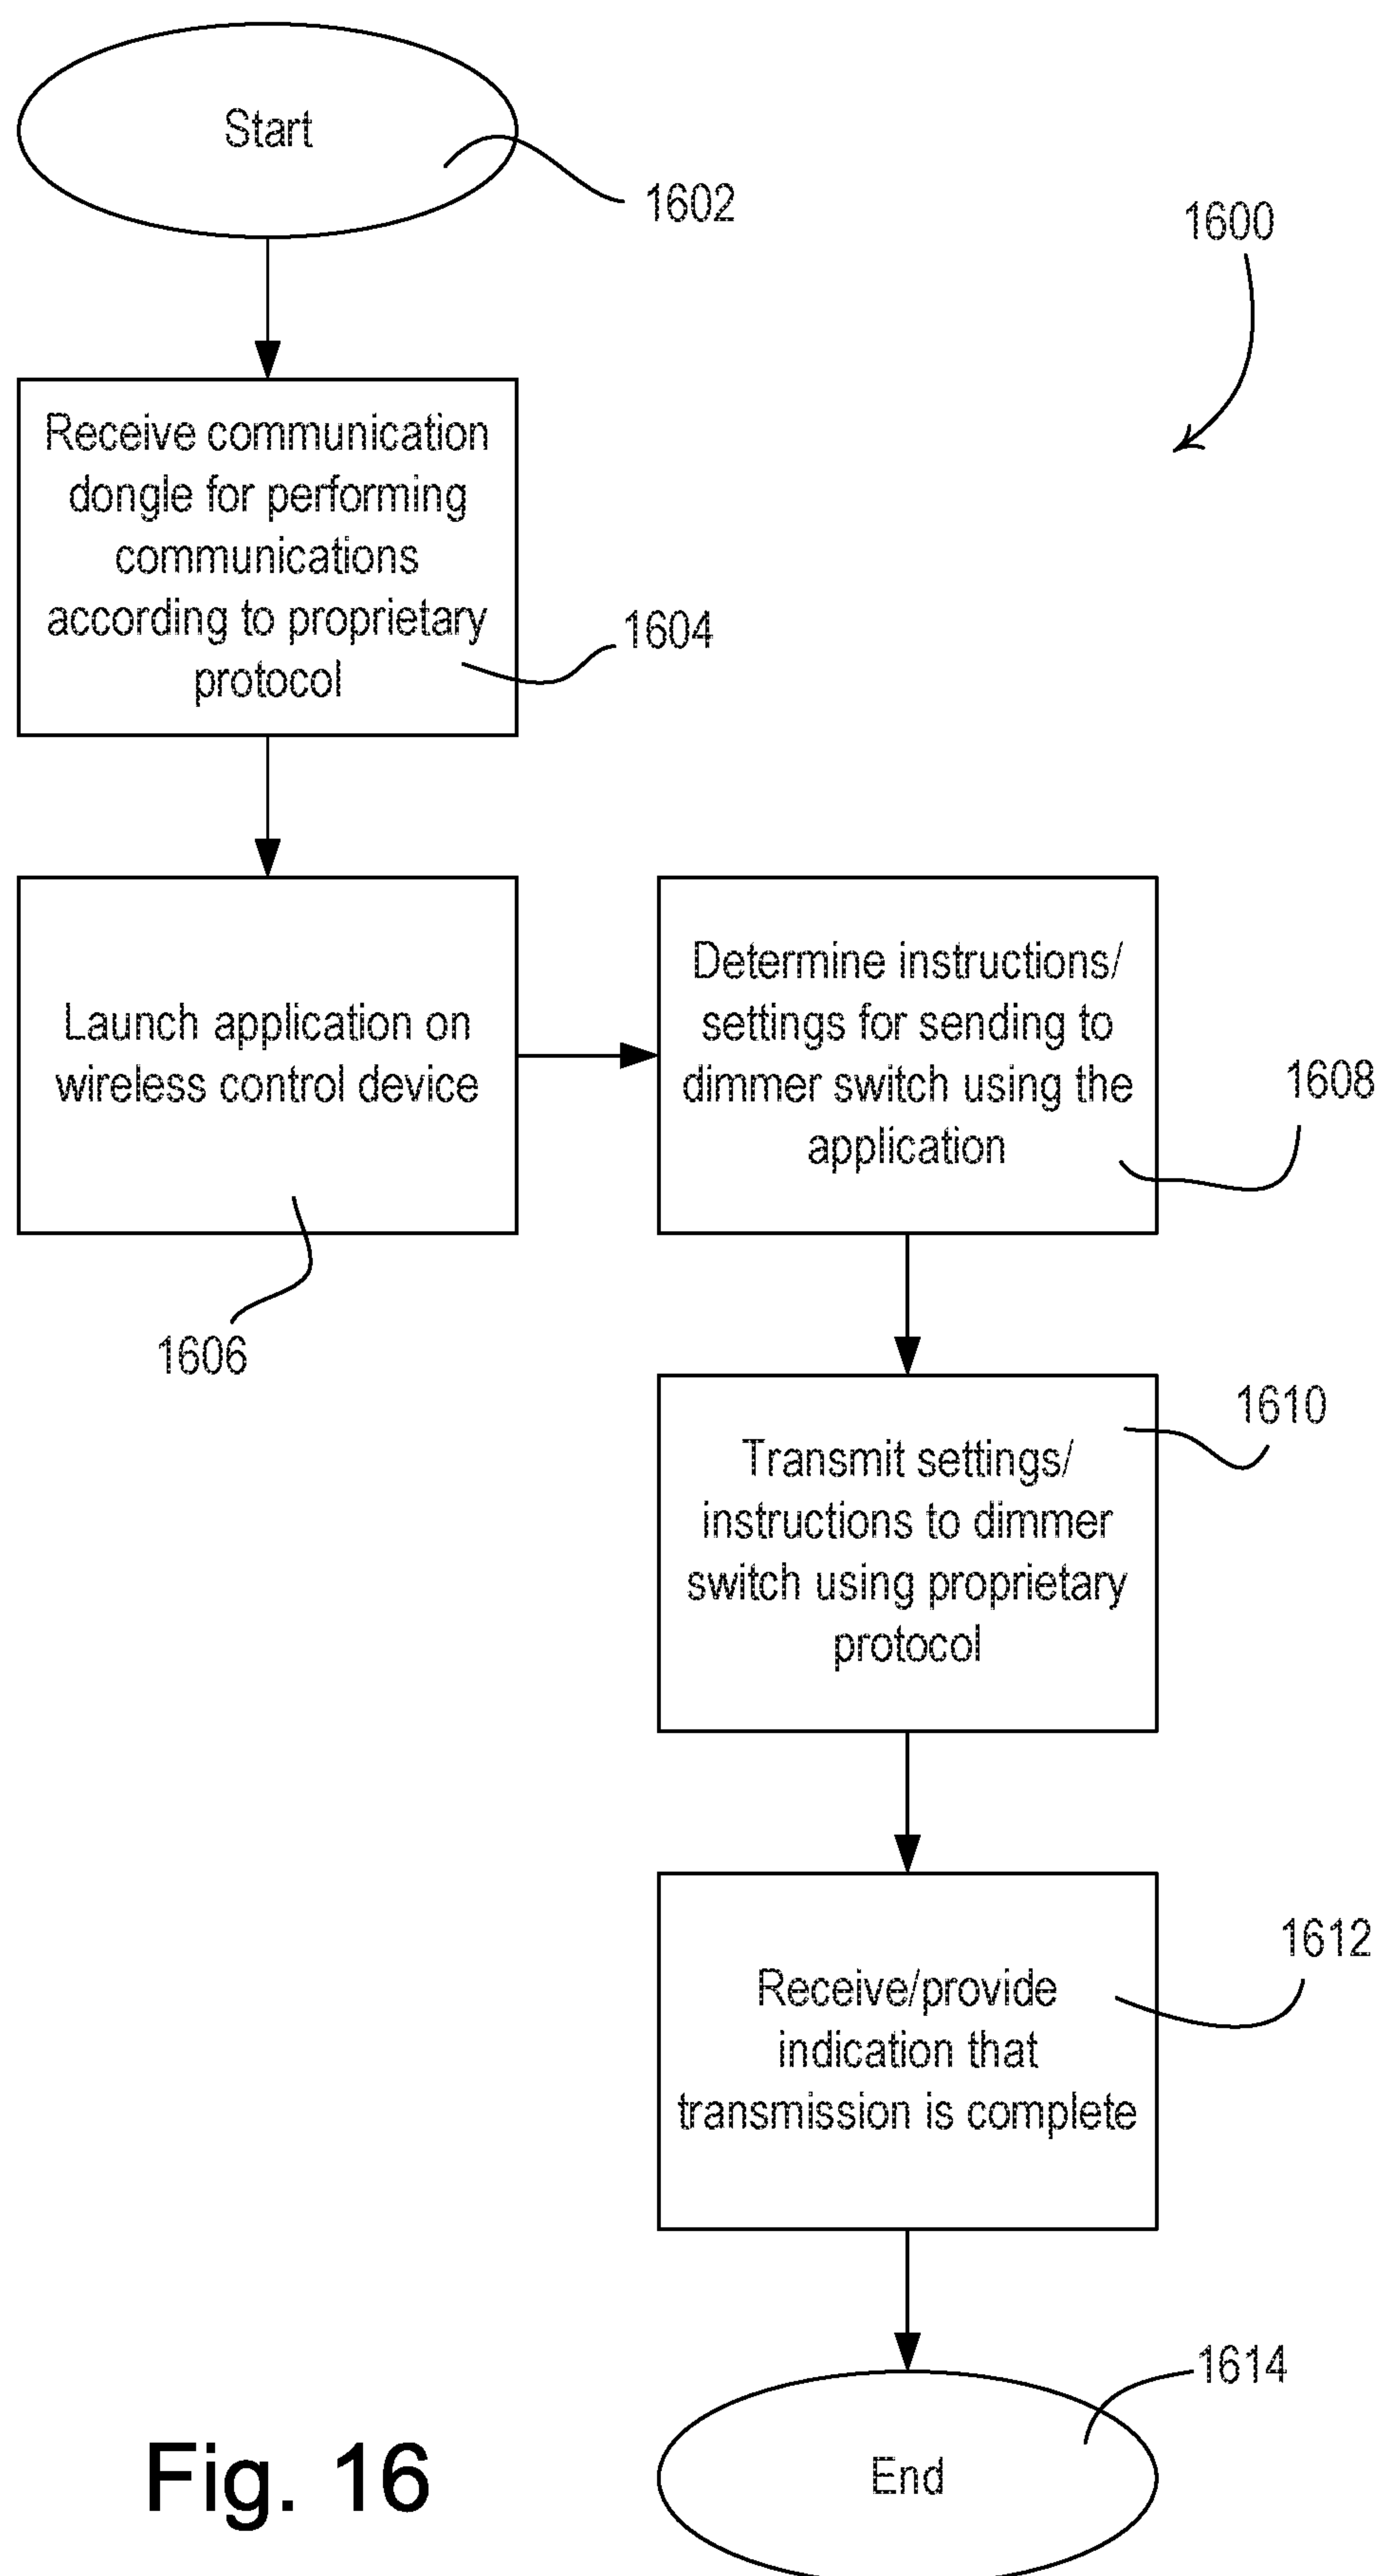 Start
1602
1600
Receive communication
dongle for performing
communications
according to proprietary
protocol
1604
Launch application on
wireless control device
1606
Determine instructions/
settings for sending to
dimmer switch using the
application
1608
Transmit settings/
instructions to dimmer
switch using proprietary
protocol
1610
Receive/provide
indication that
transmission is complete
1612
End
1614
Fig. 16